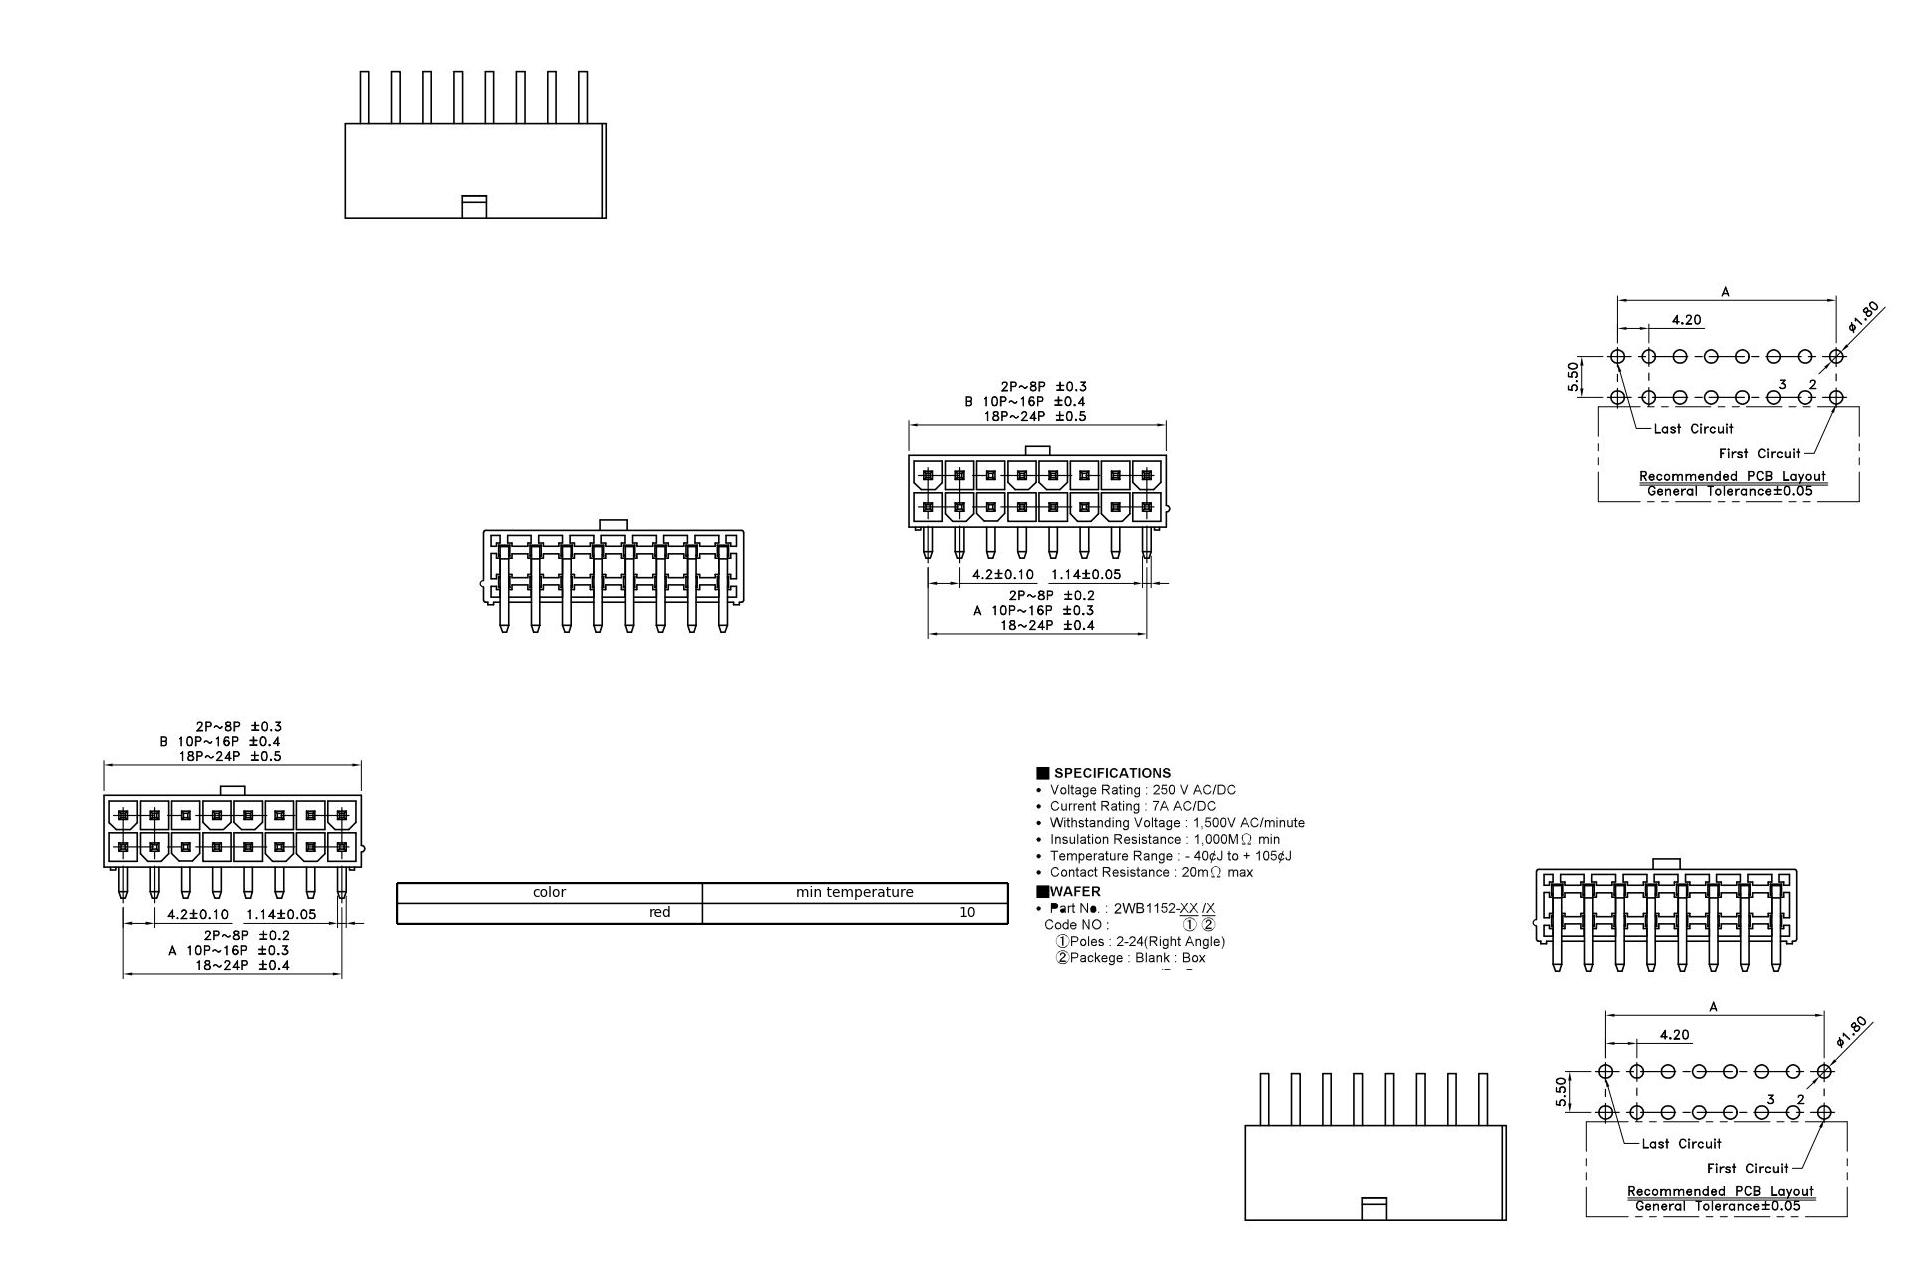 A
4.20
ø1.80
5.50
3 2
Last Circuit
First Circuit
Recommended PCB Layout
General Tolerance±0.05
2P~8P ±0.3
B 10P~16P ±0.4
18P~24P ±0.5
4.2±0.10 1.14±0.05
2P~8P ±0.2
A 10P~16P ±0.3
18~24P ±0.4
2P~8P ±0.3
B 10P~16P ±0.4
18P~24P ±0.5
4.2±0.10 1.14±0.05
2P~8P ±0.2
A 10P~16P ±0.3
18~24P ±0.4
color min temperature
red 10
■ SPECIFICATIONS
• Voltage Rating : 250 V AC/DC
• Current Rating : 7A AC/DC
• Withstanding Voltage : 1,500V AC/minute
• Insulation Resistance : 1,000MΩ min
• Temperature Range : - 40¢J to + 105¢J
• Contact Resistance : 20mΩ max
■WAFER
• Part No. : 2WB1152-XX /X
Code NO : ① ②
①Poles : 2-24(Right Angle)
②Packege : Blank : Box
A
4.20
ø1.80
5.50
3 2
Last Circuit
First Circuit
Recommended PCB Layout
General Tolerance±0.05